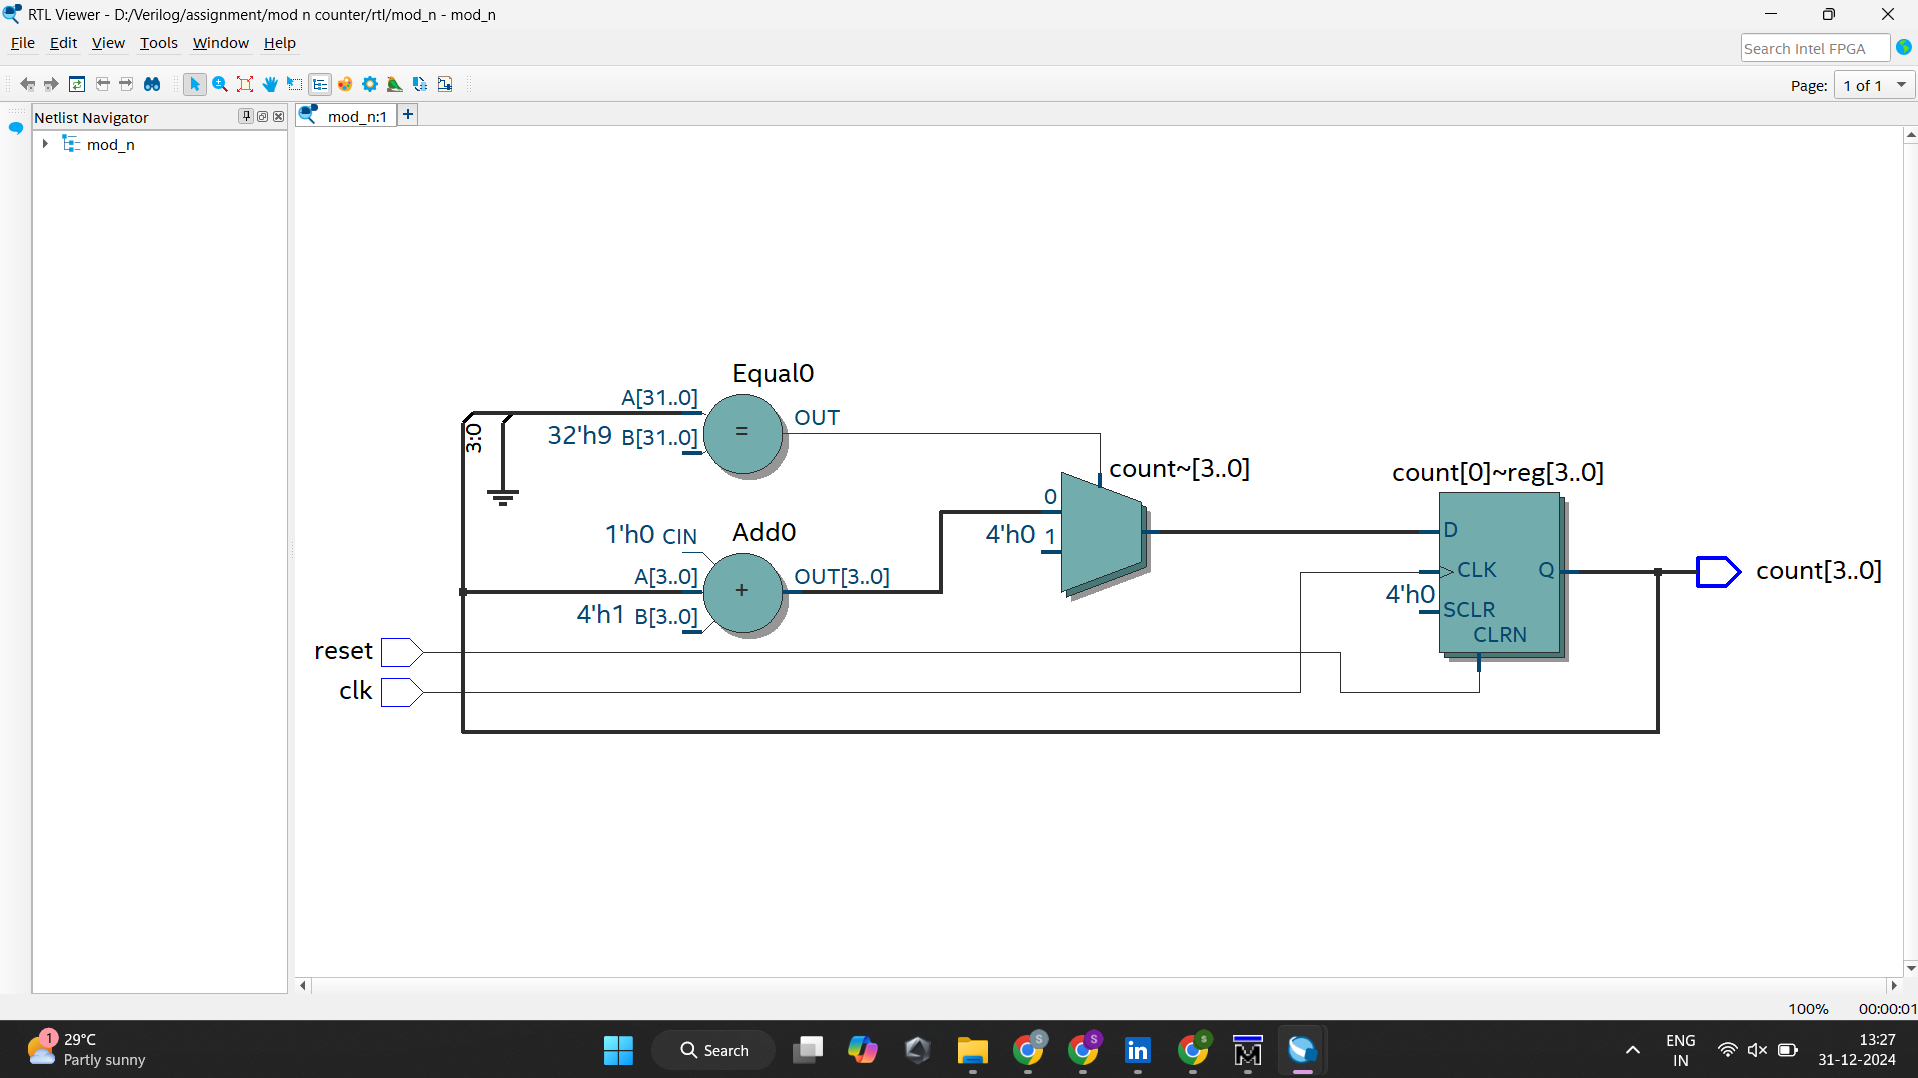 RTL Viewer - D:/Verilog/assignment/mod n counter/rtl/mod_n - mod_n
File Edit View Tools Window Help
Search Intel FPGA
Page: 1 of 1
Netlist Navigator
mod_n:1
+
mod_n
Equal0
A[31..0]
OUT
3:0
32'h9 B[31..0]
=
count~[3..0]
count[0]~reg[3..0]
0
1'h0 CIN
Add0
4'h0 1
D
A[3..0]
OUT[3..0]
CLK
Q
count[3..0]
+
4'h0
4'h1 B[3..0]
SCLR
CLRN
reset
clk
100% 00:00:01
1
29°C
Partly sunny
Search
S
S
S
in
M
ENG
IN
13:27
31-12-2024